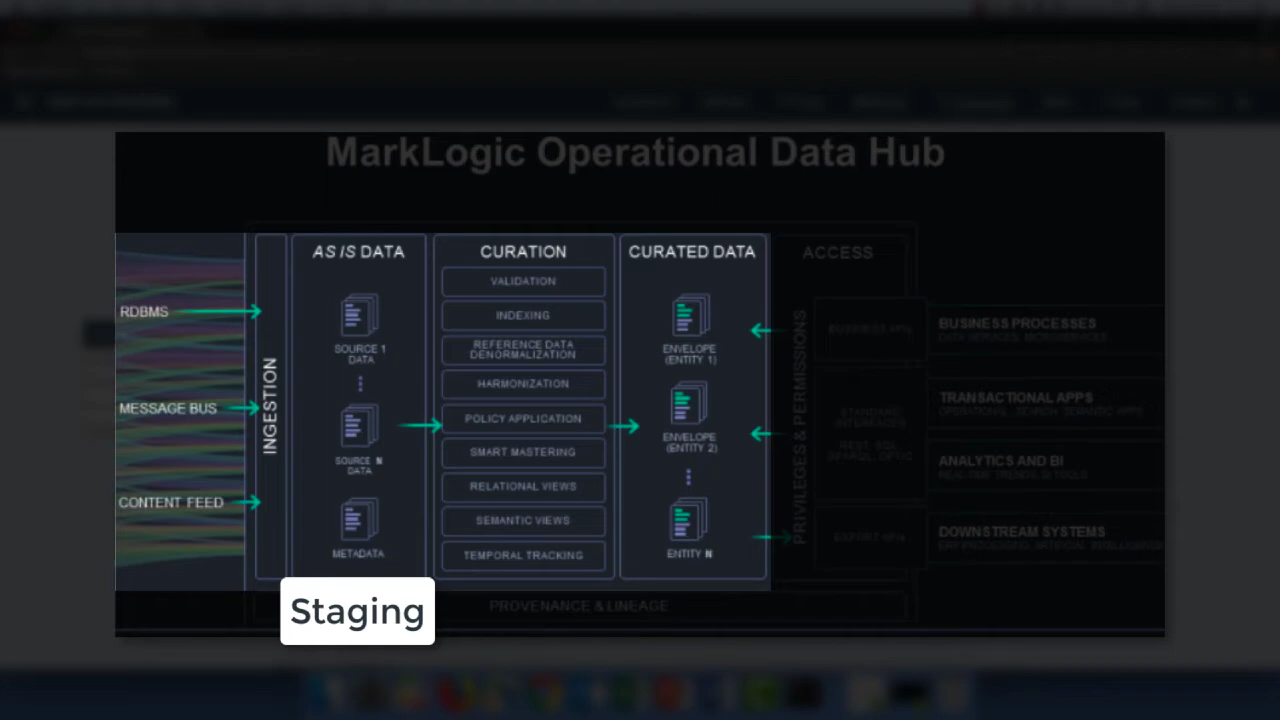 MarkLogic Operational Data Hub
RDBMS
MESSAGE BUS
CONTENT FEED
INGESTION
AS IS DATA
SOURCE 1
DATA
SOURCE N
DATA
METADATA
CURATION
VALIDATION
INDEXING
REFERENCE DATA
DENORMALIZATION
HARMONIZATION
POLICY APPLICATION
SMART MASTERING
RELATIONAL VIEWS
SEMANTIC VIEWS
TEMPORAL TRACKING
CURATED DATA
ENVELOPE
(ENTITY 1)
ENVELOPE
(ENTITY 2)
ENTITY N
ACCESS
PRIVILEGES & PERMISSIONS
BUSINESS PROCESSES
TRANSACTIONAL APPS
ANALYTICS AND BI
DOWNSTREAM SYSTEMS
PROVENANCE & LINEAGE
Staging